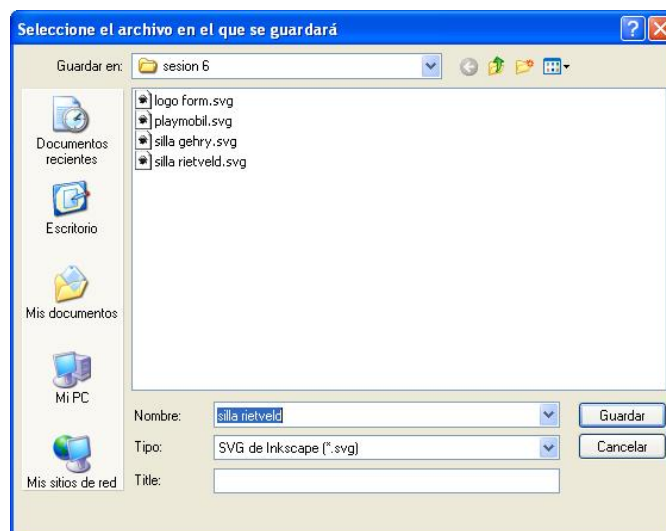 Seleccione el archivo en el que se guardará
Guardar en:
sesion 6
Documentos
recientes
Escritorio
Mis documentos
Mi PC
Mis sitios de red
logo form.svg
playmobil.svg
silla gehry.svg
silla rietveld.svg
Nombre:
silla rietveld
Guardar
Tipo:
SVG de Inkscape (*.svg)
Cancelar
Title: